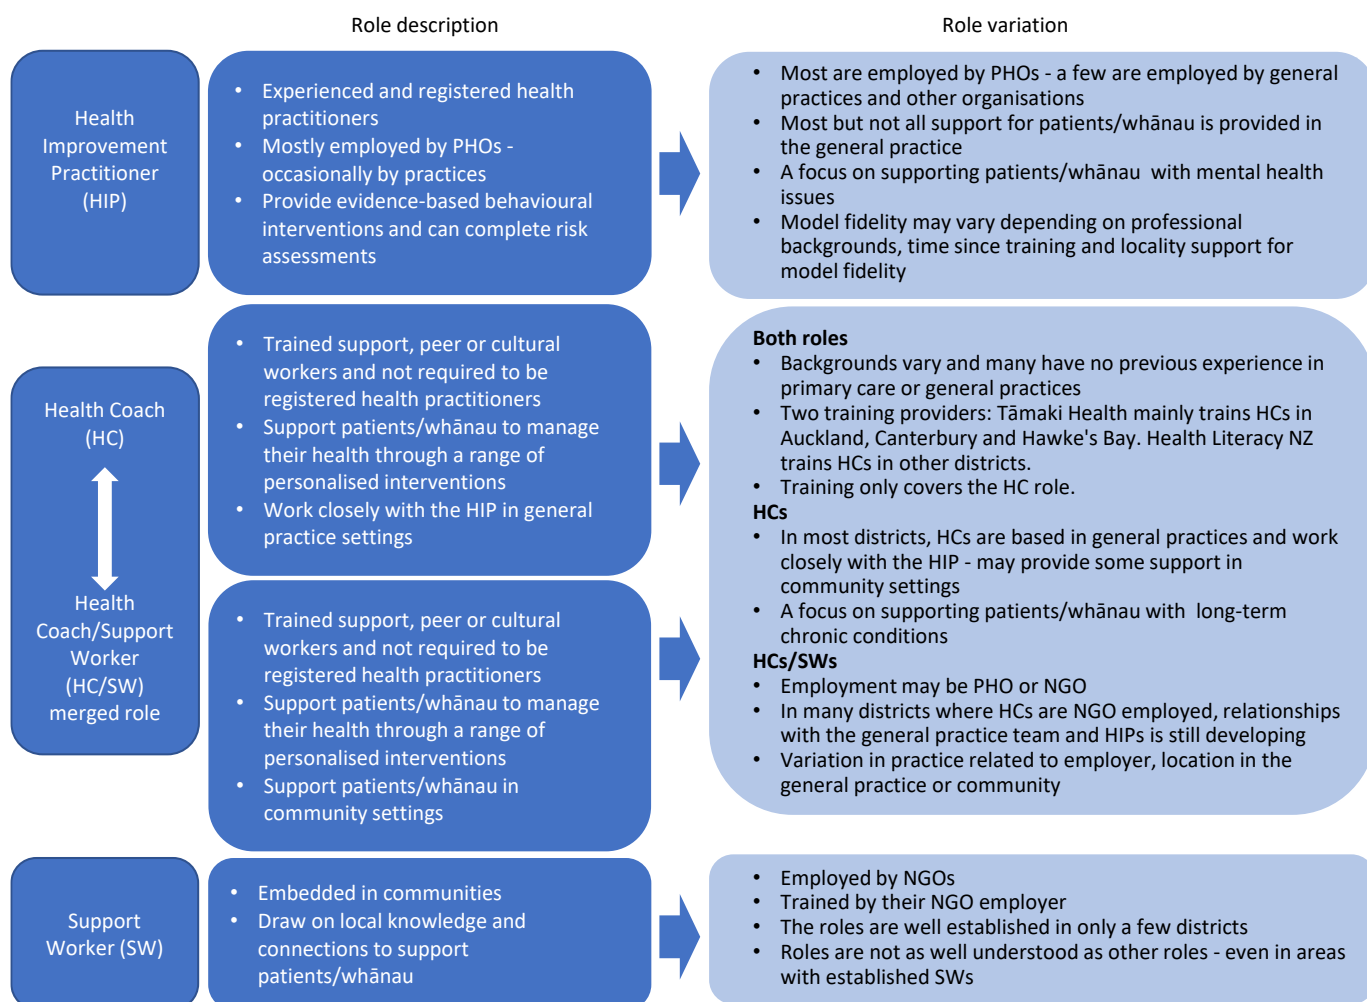 Role description
Role variation
Health
Improvement
Practitioner
(HIP)
• Experienced and registered health
practitioners
• Mostly employed by PHOs -
occasionally by practices
• Provide evidence-based behavioural
interventions and can complete risk
assessments
• Most are employed by PHOs - a few are employed by general
practices and other organisations
• Most but not all support for patients/whānau is provided in
the general practice
• A focus on supporting patients/whānau with mental health
issues
• Model fidelity may vary depending on professional
backgrounds, time since training and locality support for
model fidelity
Health Coach
(HC)
Health
Coach/Support
Worker
(HC/SW)
merged role
• Trained support, peer or cultural
workers and not required to be
registered health practitioners
• Support patients/whānau to manage
their health through a range of
personalised interventions
• Work closely with the HIP in general
practice settings
• Trained support, peer or cultural
workers and not required to be
registered health practitioners
• Support patients/whānau to manage
their health through a range of
personalised interventions
• Support patients/whānau in
community settings
Both roles
• Backgrounds vary and many have no previous experience in
primary care or general practices
• Two training providers: Tāmaki Health mainly trains HCs in
Auckland, Canterbury and Hawke's Bay. Health Literacy NZ
trains HCs in other districts.
• Training only covers the HC role.
HCs
• In most districts, HCs are based in general practices and work
closely with the HIP - may provide some support in
community settings
• A focus on supporting patients/whānau with long-term
chronic conditions
HCs/SWs
• Employment may be PHO or NGO
• In many districts where HCs are NGO employed, relationships
with the general practice team and HIPs is still developing
• Variation in practice related to employer, location in the
general practice or community
Support
Worker (SW)
• Embedded in communities
• Draw on local knowledge and
connections to support
patients/whānau
• Employed by NGOs
• Trained by their NGO employer
• The roles are well established in only a few districts
• Roles are not as well understood as other roles - even in areas
with established SWs